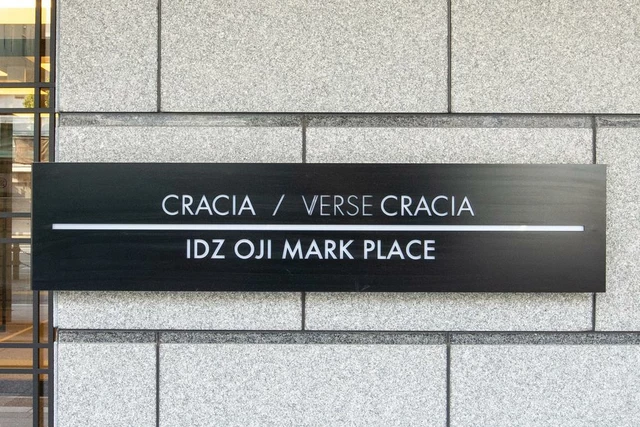 CRACIA / VERSE CRACIA
IDZ OJI MARK PLACE